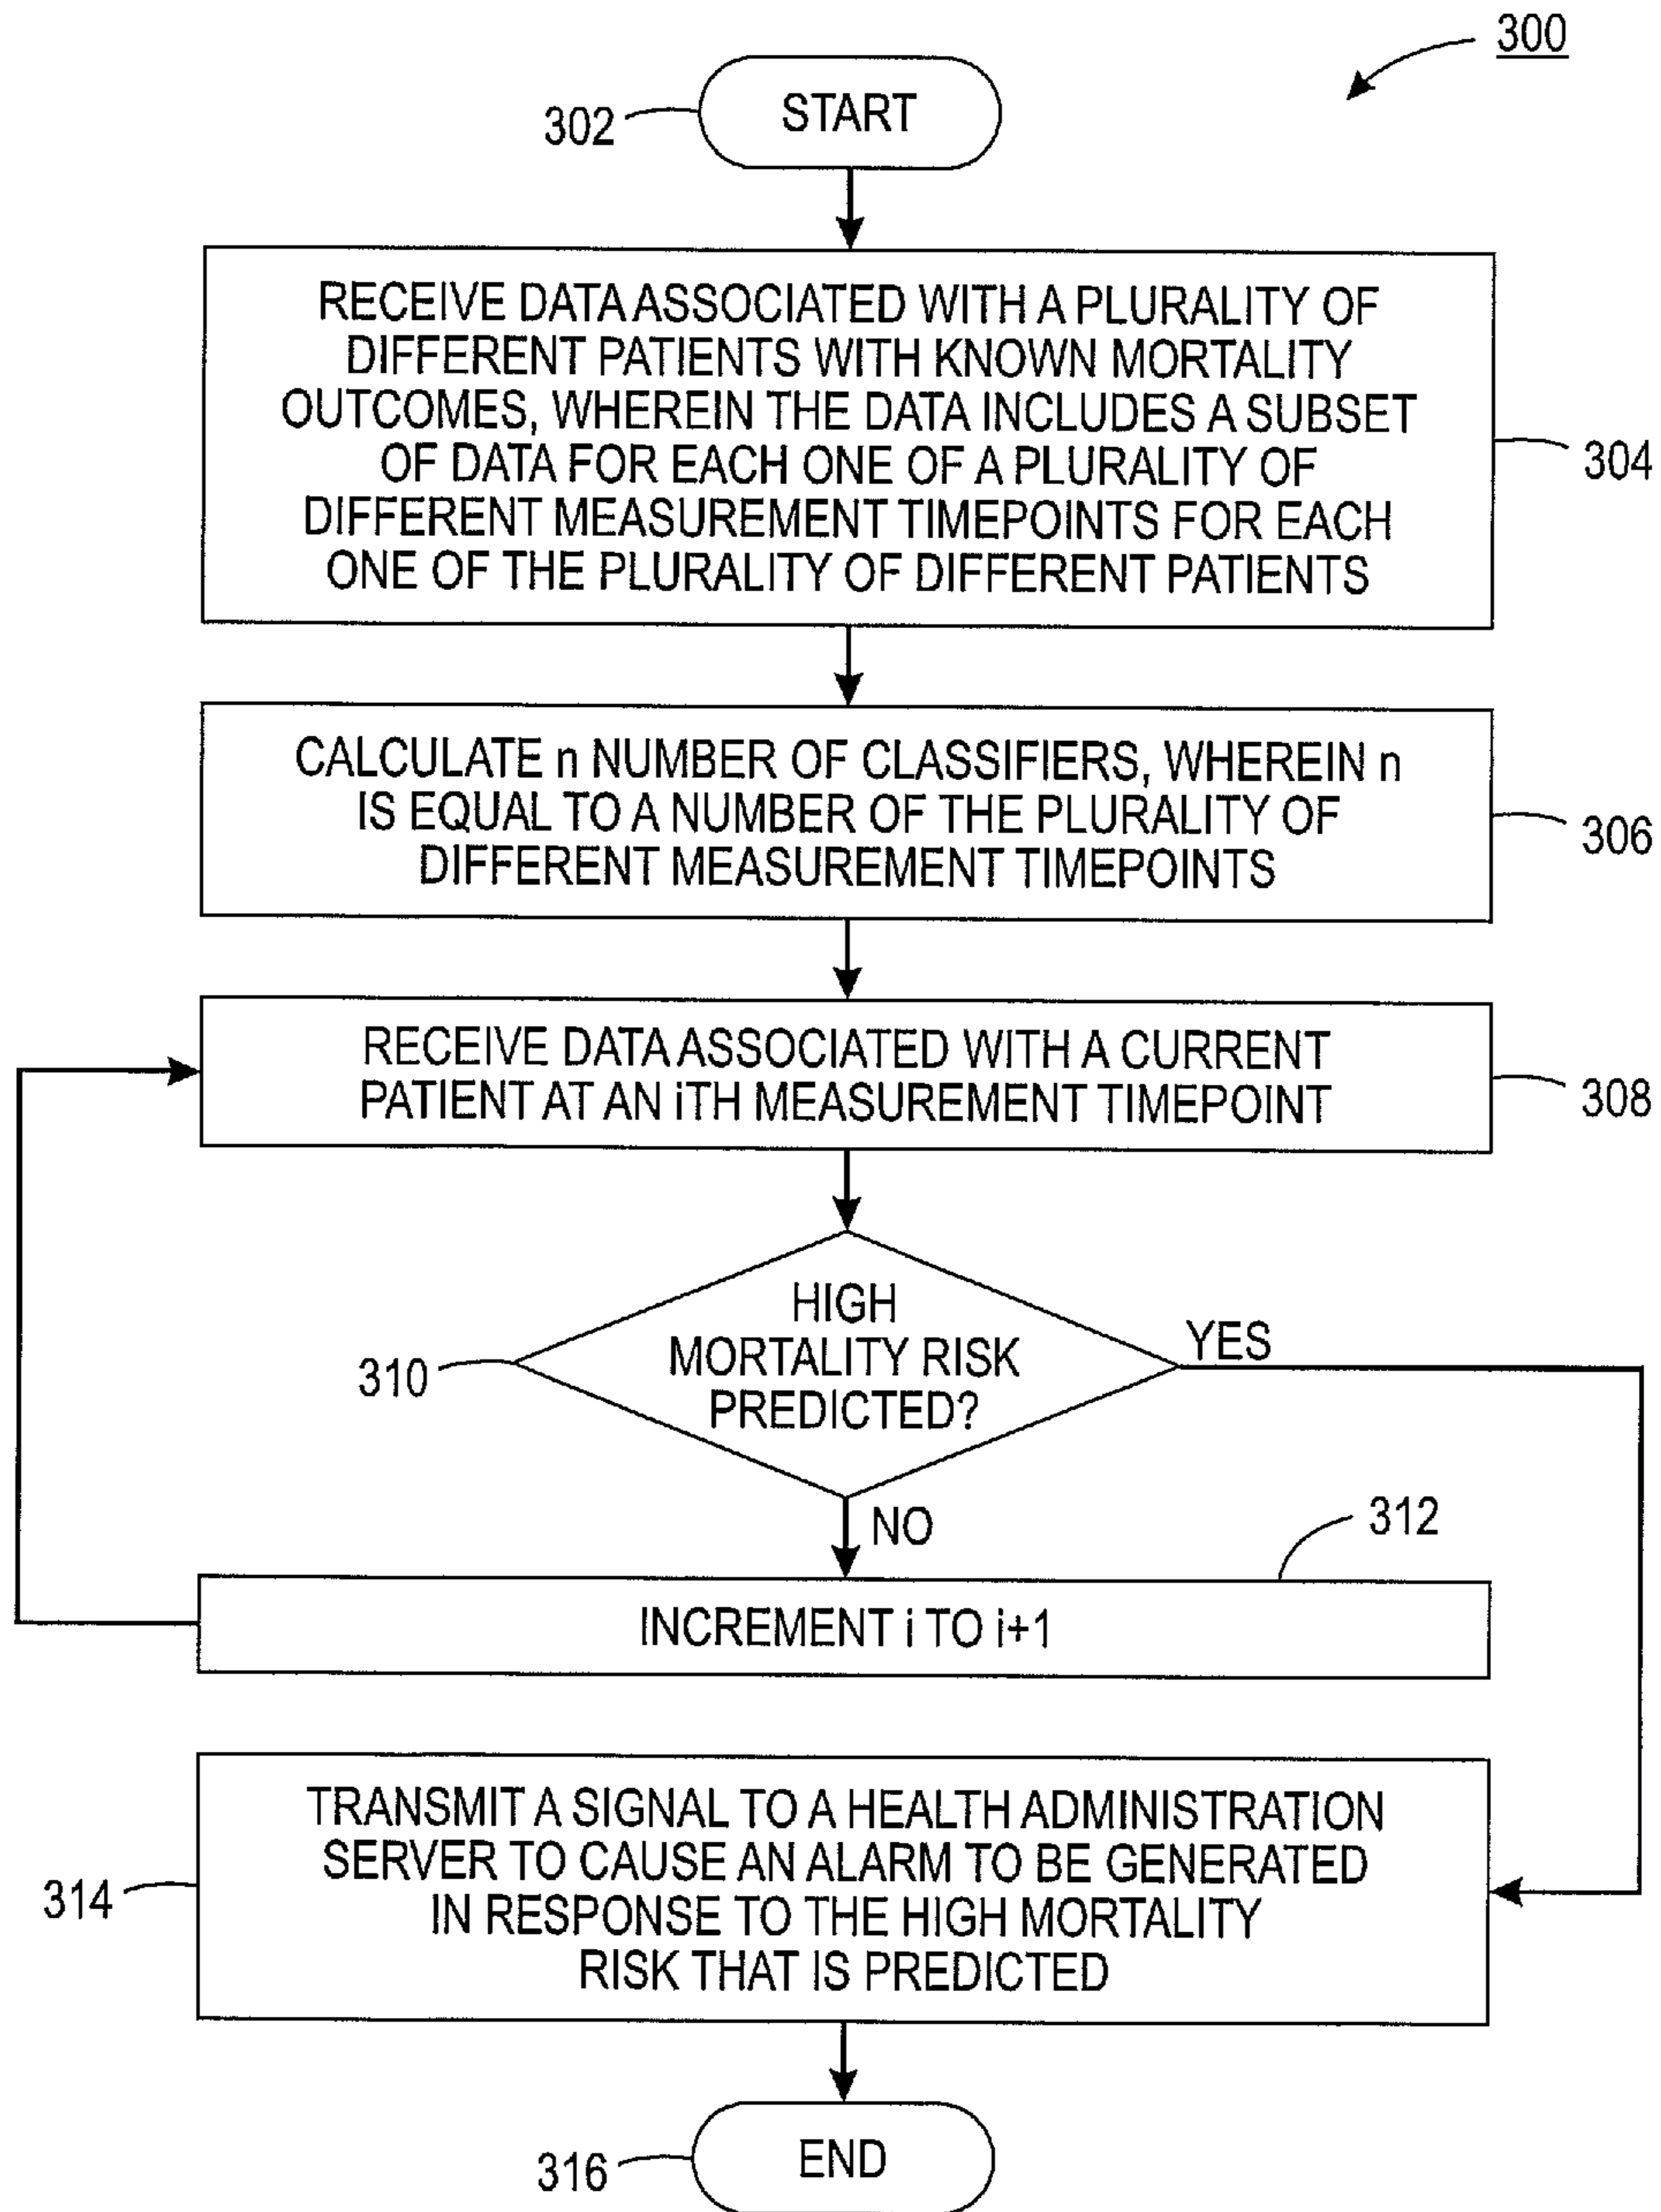 300
302
START
RECEIVE DATA ASSOCIATED WITH A PLURALITY OF
DIFFERENT PATIENTS WITH KNOWN MORTALITY
OUTCOMES, WHEREIN THE DATA INCLUDES A SUBSET
OF DATA FOR EACH ONE OF A PLURALITY OF
DIFFERENT MEASUREMENT TIMEPOINTS FOR EACH
ONE OF THE PLURALITY OF DIFFERENT PATIENTS
304
CALCULATE n NUMBER OF CLASSIFIERS, WHEREIN n
IS EQUAL TO A NUMBER OF THE PLURALITY OF
DIFFERENT MEASUREMENT TIMEPOINTS
306
RECEIVE DATA ASSOCIATED WITH A CURRENT
PATIENT AT AN iTH MEASUREMENT TIMEPOINT
308
HIGH
MORTALITY RISK
PREDICTED?
310
YES
NO
312
INCREMENT i TO i+1
TRANSMIT A SIGNAL TO A HEALTH ADMINISTRATION
SERVER TO CAUSE AN ALARM TO BE GENERATED
IN RESPONSE TO THE HIGH MORTALITY
RISK THAT IS PREDICTED
314
END
316